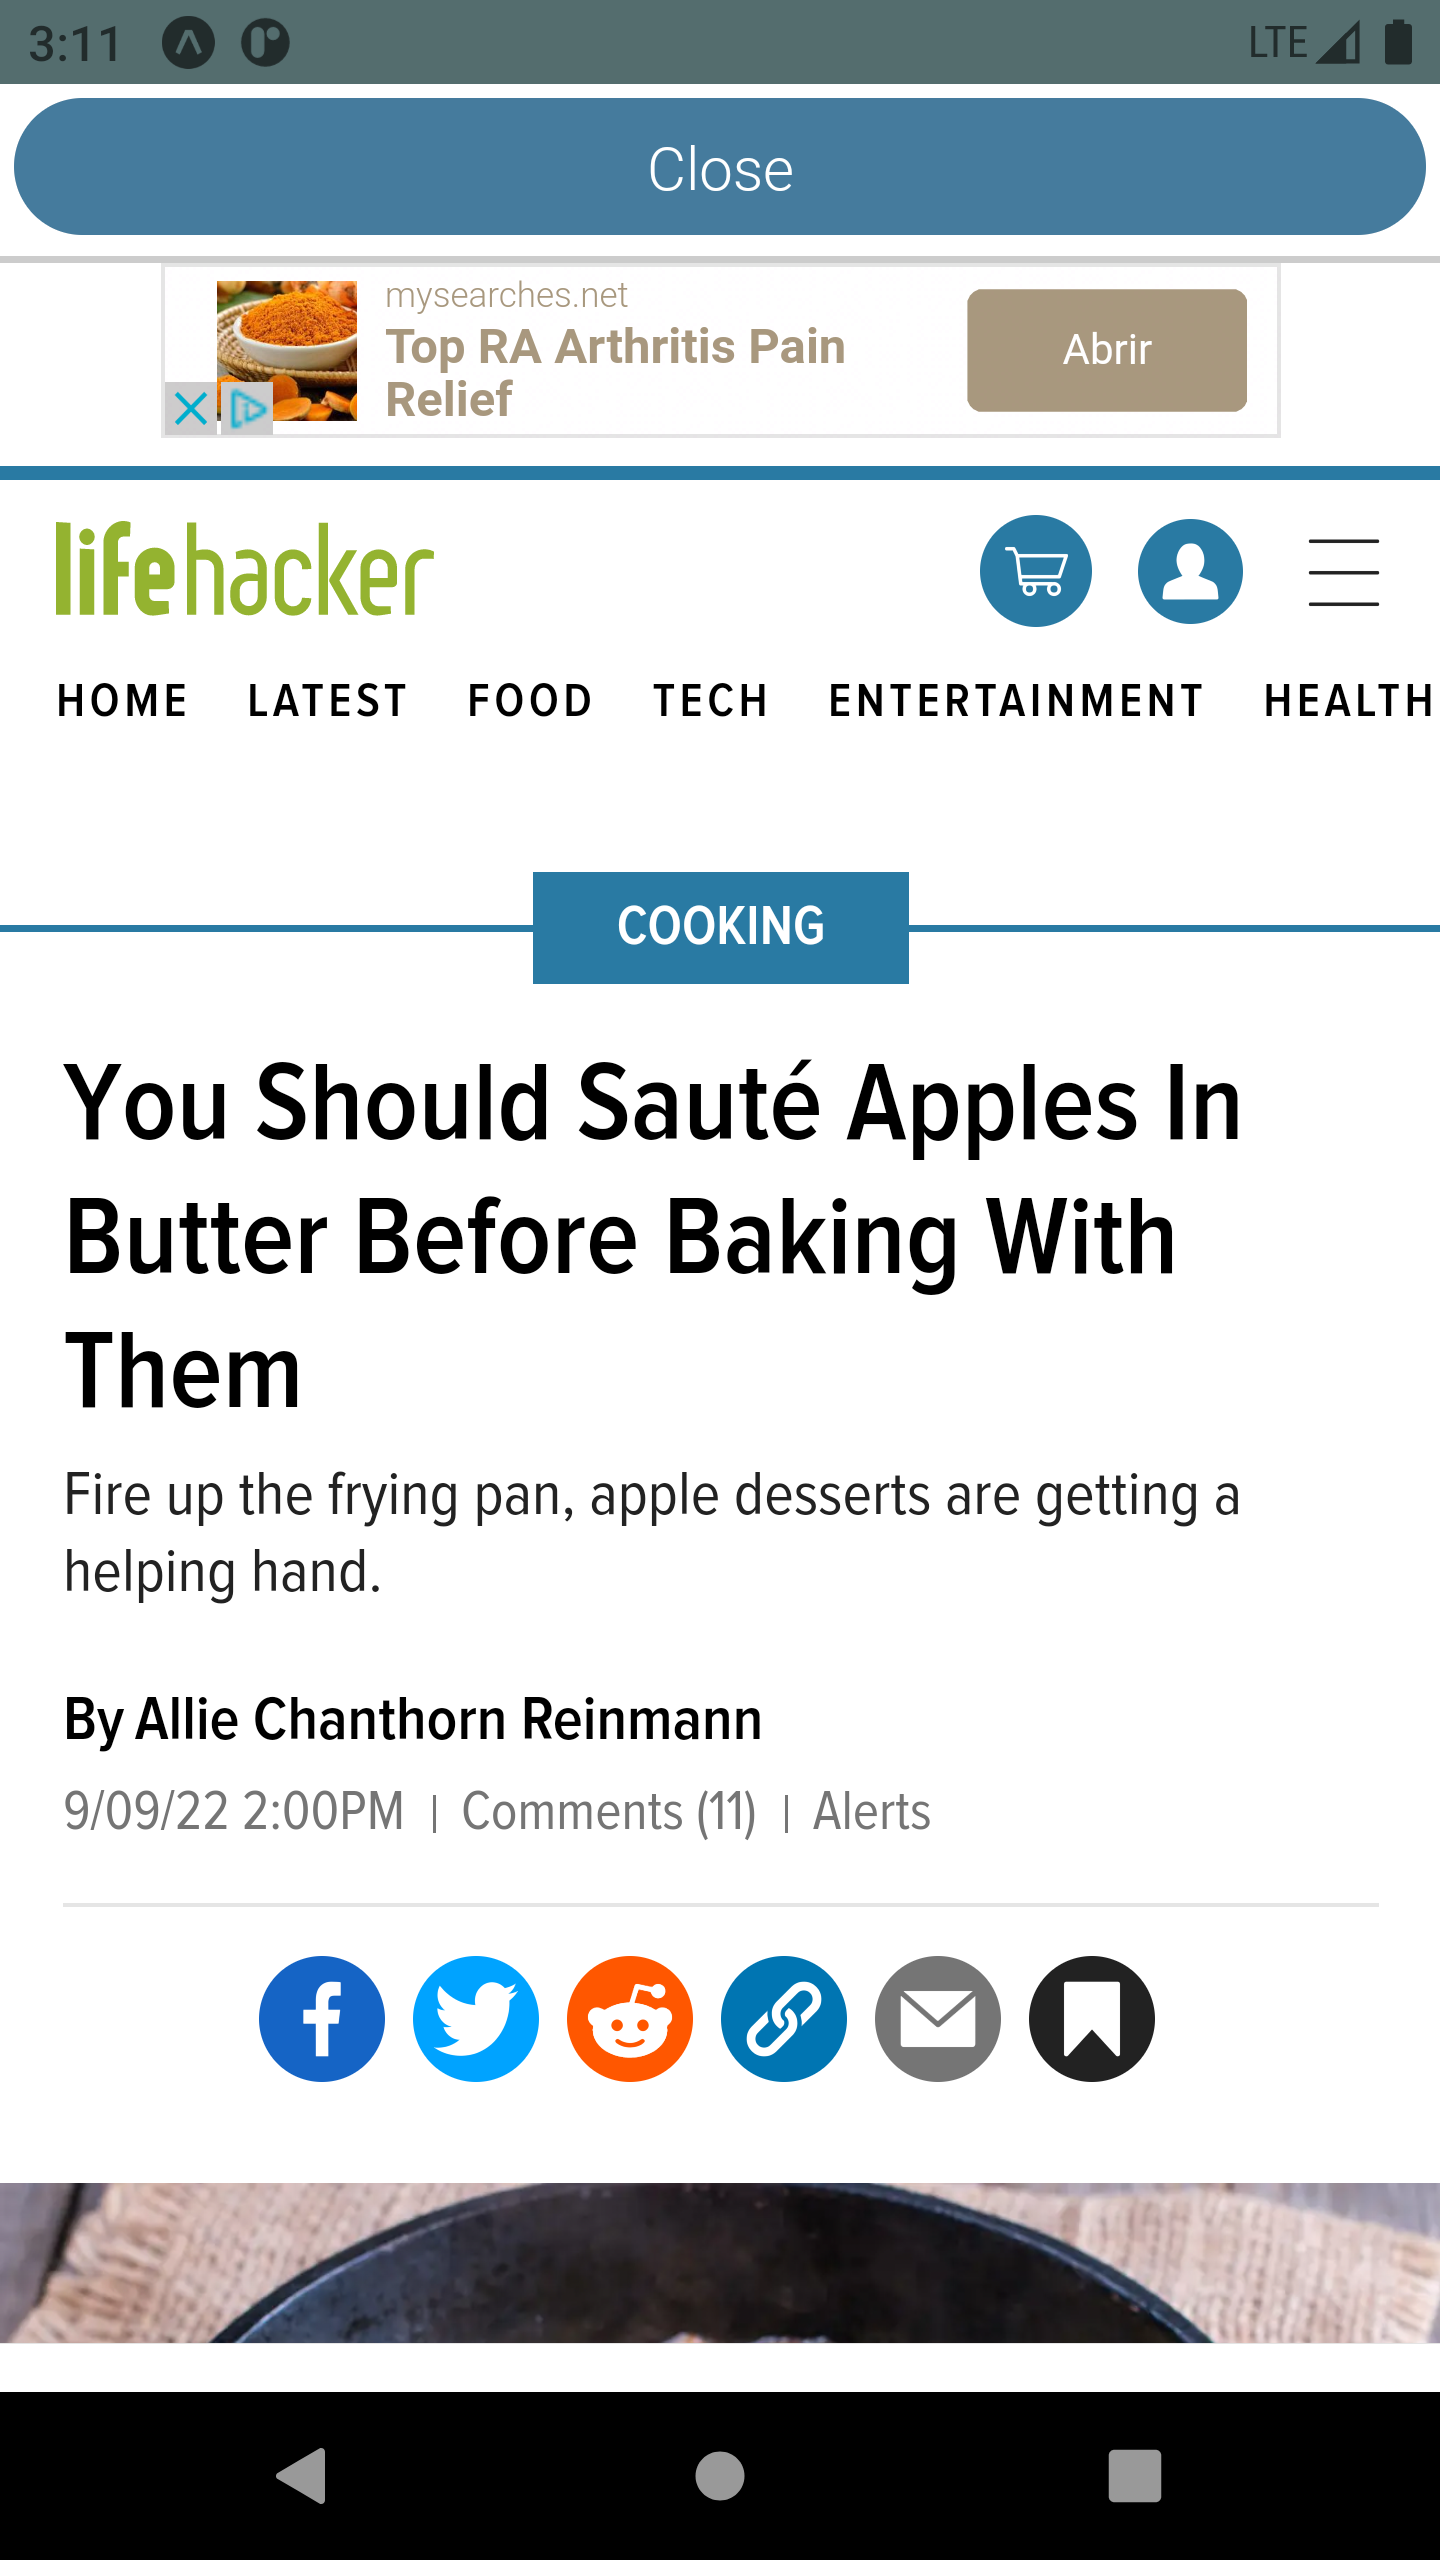 3:11
LTE
Close
mysearches.net
Top RA Arthritis Pain
Relief
Abrir
lifehacker
HOME LATEST FOOD TECH ENTERTAINMENT HEALTH
COOKING
You Should Sauté Apples In
Butter Before Baking With
Them
Fire up the frying pan, apple desserts are getting a
helping hand.
By Allie Chanthorn Reinmann
9/09/22 2:00PM | Comments (11) | Alerts